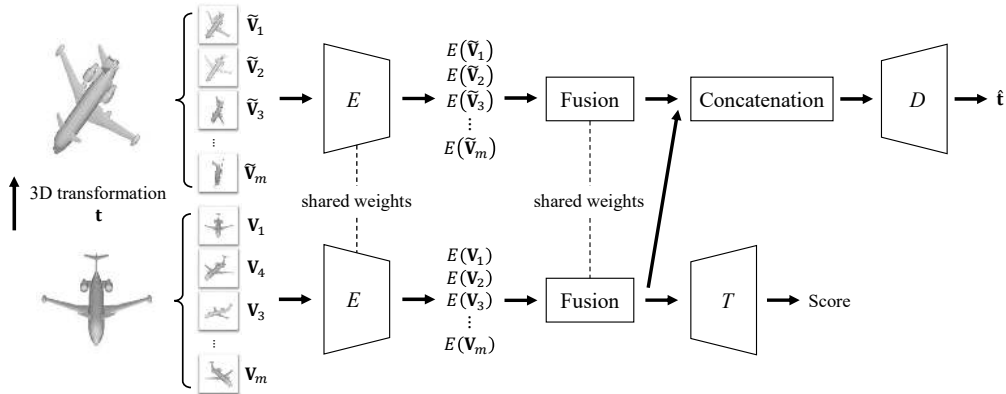 Ṽ₁
Ṽ₂
Ṽ₃
⋮
Ṽₘ
E
E(Ṽ₁)
E(Ṽ₂)
E(Ṽ₃)
⋮
E(Ṽₘ)
Fusion
Concatenation
D
t̂
3D transformation
t
shared weights
shared weights
V₁
V₄
V₃
⋮
Vₘ
E
E(V₁)
E(V₂)
E(V₃)
⋮
E(Vₘ)
Fusion
T
Score